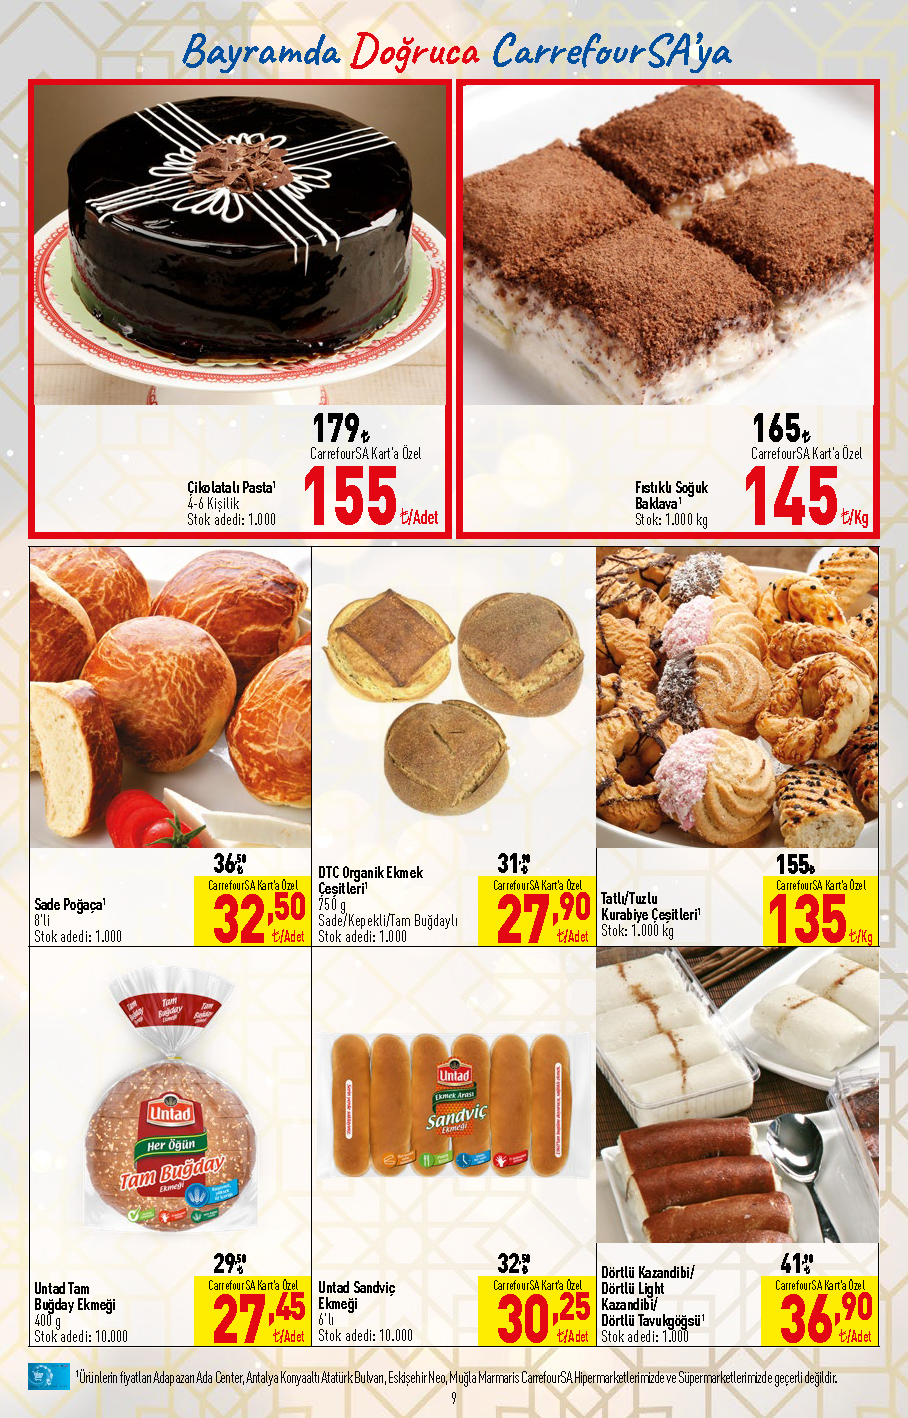 Bayramda Doğruca CarrefourSA'ya
179₺
CarrefourSA Kart'a Özel
155 ₺/Adet
Çikolatalı Pasta¹
4-6 Kişilik
Stok adedi: 1.000
165₺
CarrefourSA Kart'a Özel
145 ₺/Kg
Fıstıklı Soğuk
Baklava¹
Stok: 1.000 kg
36,50₺
CarrefourSA Kart'a Özel
32,50 ₺/Adet
Sade Poğaça¹
8'li
Stok adedi: 1.000
31,90₺
CarrefourSA Kart'a Özel
27,90 ₺/Adet
DTC Organik Ekmek
Çeşitleri¹
750 g
Sade/Kepekli/Tam Buğdaylı
Stok adedi: 1.000
155₺
CarrefourSA Kart'a Özel
135 ₺/Kg
Tatlı/Tuzlu
Kurabiye Çeşitleri¹
Stok: 1.000 kg
Tam
Buğday
Ekmeği
Untad
Her Öğün
Tam Buğday
Ekmeği
29,50₺
CarrefourSA Kart'a Özel
27,45 ₺/Adet
Untad Tam
Buğday Ekmeği
400 g
Stok adedi: 10.000
Untad
Ekmek Arası
Sandviç
Ekmeği
32,50₺
CarrefourSA Kart'a Özel
30,25 ₺/Adet
Untad Sandviç
Ekmeği
6'lı
Stok adedi: 10.000
41,90₺
CarrefourSA Kart'a Özel
36,90 ₺/Adet
Dörtlü Kazandibi/
Dörtlü Light
Kazandibi/
Dörtlü Tavukgöğsü¹
Stok adedi: 1.000
¹Ürünlerin fiyatları Adapazarı Ada Center, Antalya Konyaaltı Atatürk Bulvarı, Eskişehir Neo, Muğla Marmaris CarrefourSA Hipermarketlerimizde ve Süpermarketlerimizde geçerli değildir.
9